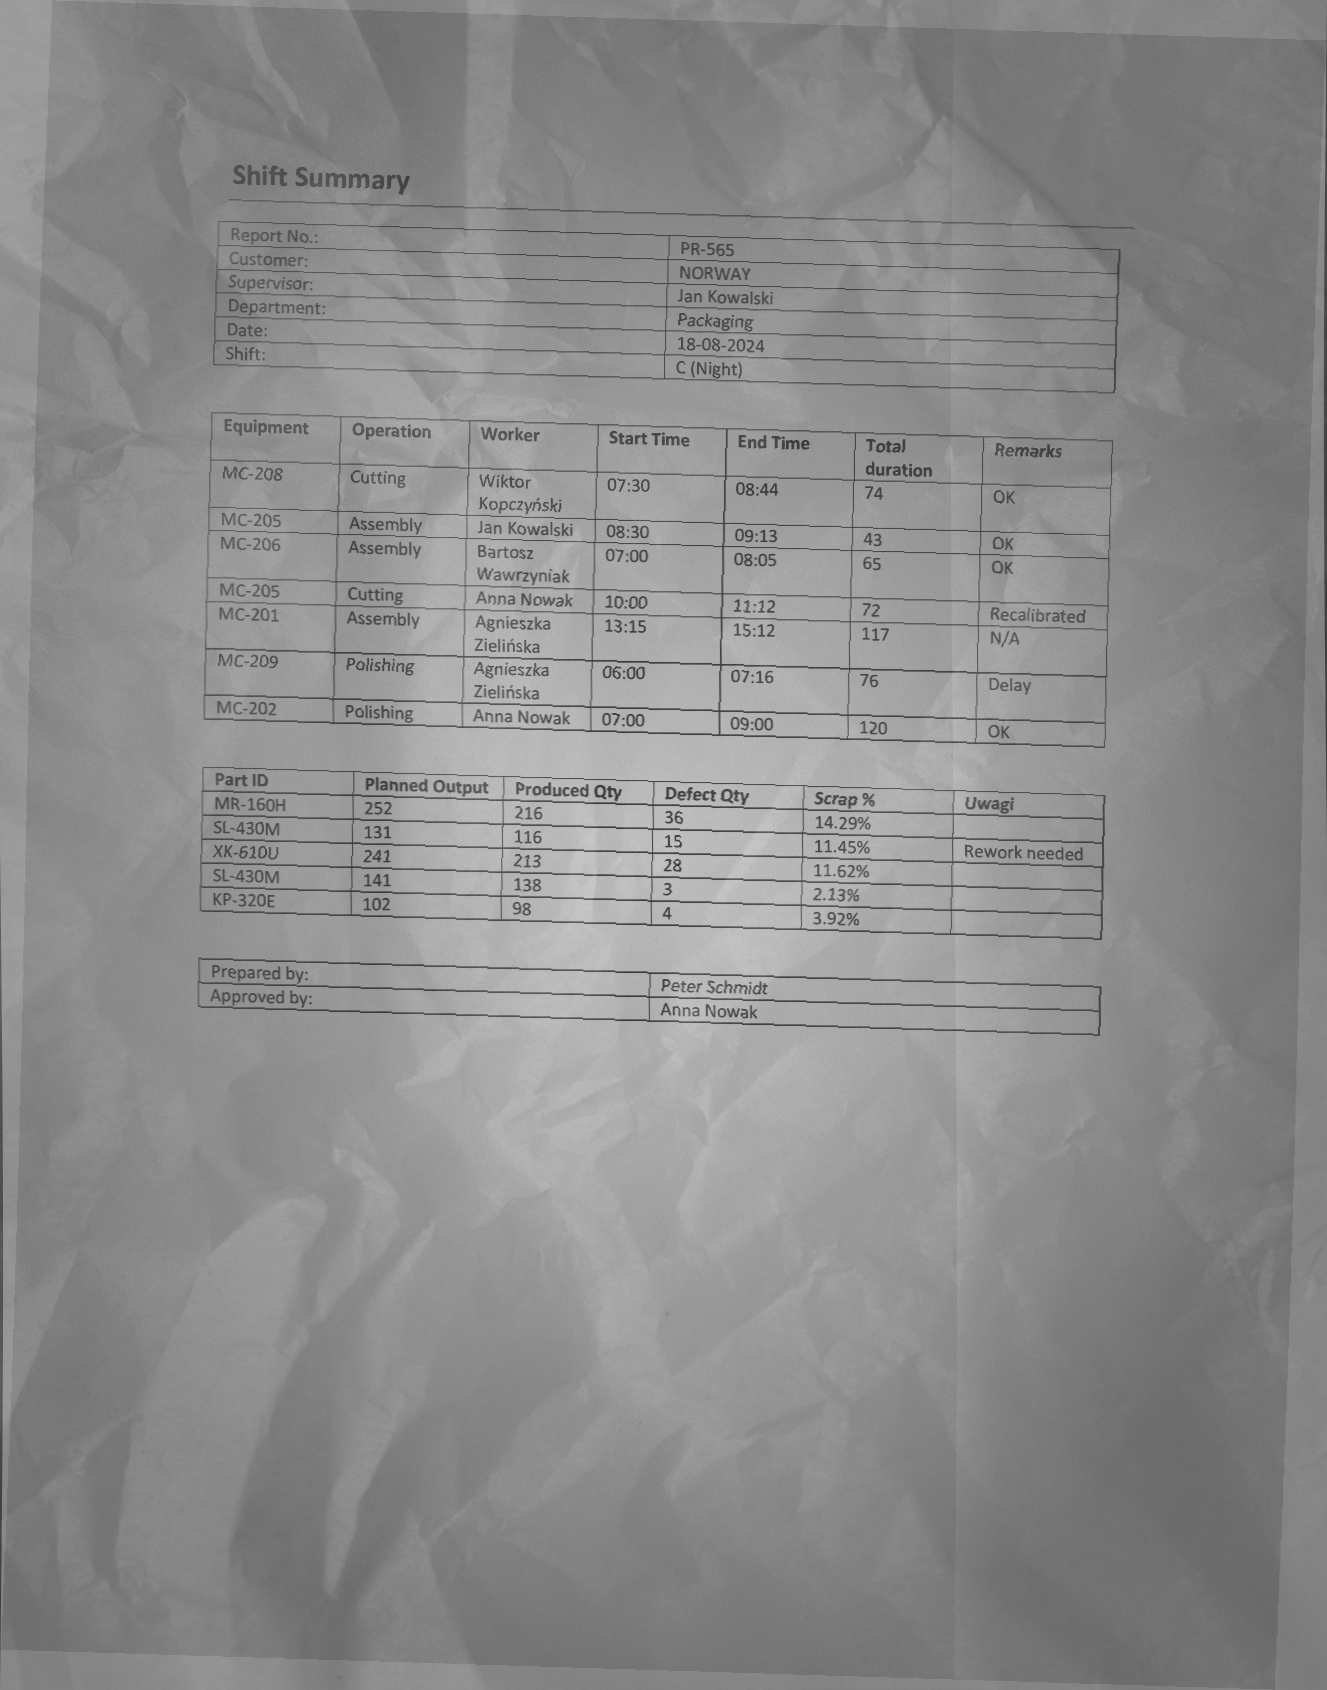 Shift Summary
Report No.: PR-565
Customer: NORWAY
Supervisor: Jan Kowalski
Department: Packaging
Date: 18-08-2024
Shift: C (Night)
Equipment Operation Worker Start Time End Time Total duration Remarks
MC-208 Cutting Wiktor Kopczyński 07:30 08:44 74 OK
MC-205 Assembly Jan Kowalski 08:30 09:13 43 OK
MC-206 Assembly Bartosz Wawrzyniak 07:00 08:05 65 OK
MC-205 Cutting Anna Nowak 10:00 11:12 72 Recalibrated
MC-201 Assembly Agnieszka Zielińska 13:15 15:12 117 N/A
MC-209 Polishing Agnieszka Zielińska 06:00 07:16 76 Delay
MC-202 Polishing Anna Nowak 07:00 09:00 120 OK
Part ID Planned Output Produced Qty Defect Qty Scrap % Uwagi
MR-160H 252 216 36 14.29%
SL-430M 131 116 15 11.45% Rework needed
XK-610U 241 213 28 11.62%
SL-430M 141 138 3 2.13%
KP-320E 102 98 4 3.92%
Prepared by: Peter Schmidt
Approved by: Anna Nowak